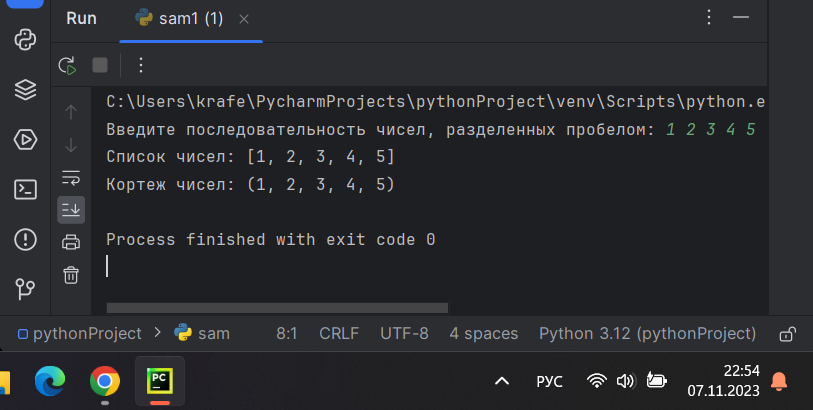 Run
sam1 (1)
C:\Users\krafe\PycharmProjects\pythonProject\venv\Scripts\python.e
Введите последовательность чисел, разделенных пробелом: 1 2 3 4 5
Список чисел: [1, 2, 3, 4, 5]
Кортеж чисел: (1, 2, 3, 4, 5)
Process finished with exit code 0
pythonProject > sam 8:1 CRLF UTF-8 4 spaces Python 3.12 (pythonProject)
PC
РУС
22:54
07.11.2023